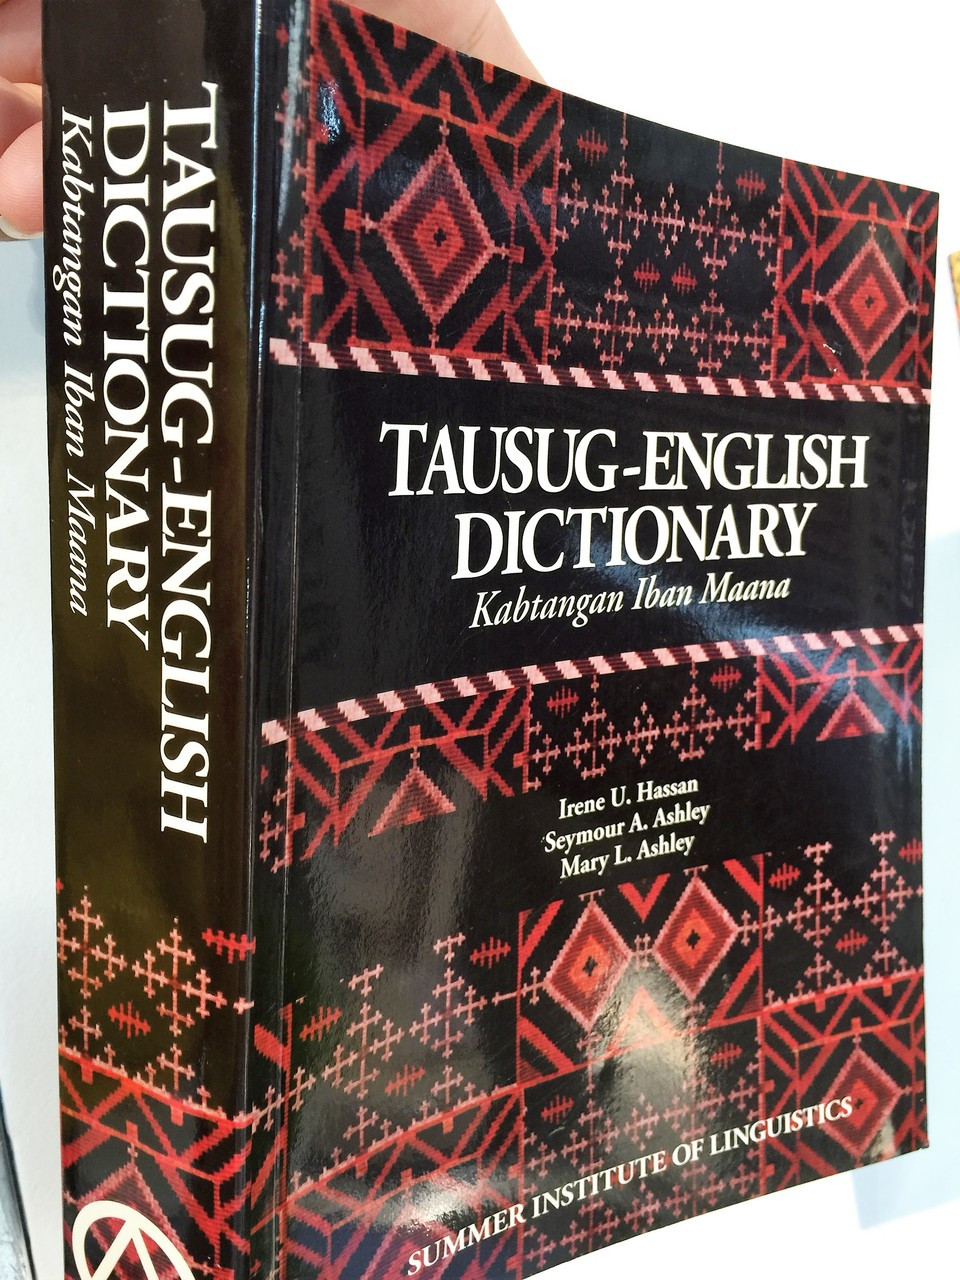 TAUSUG-ENGLISH
DICTIONARY
Kabtangan Iban Maana
TAUSUG-ENGLISH
DICTIONARY
Kabtangan Iban Maana
Irene U. Hassan
Seymour A. Ashley
Mary L. Ashley
SUMMER INSTITUTE OF LINGUISTICS